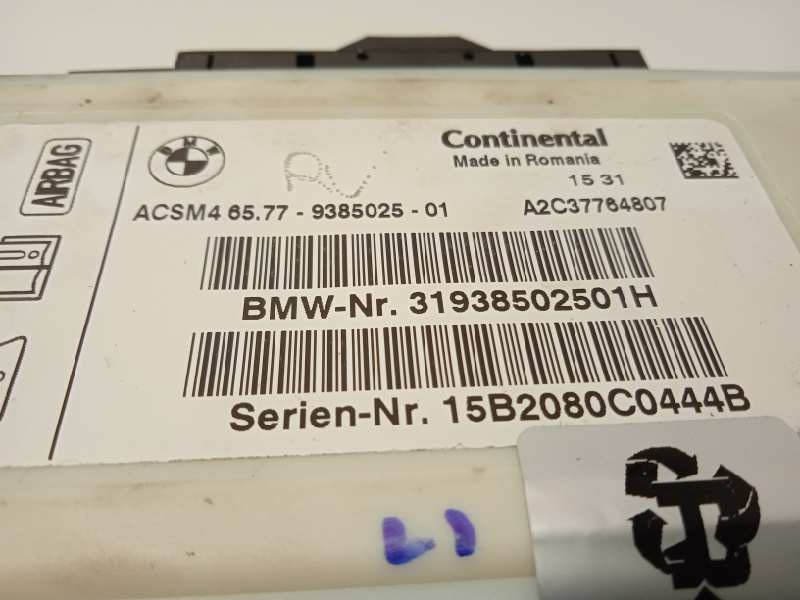 AIRBAG
BMW
Continental
Made in Romania
15 31
ACSM4 65.77 - 9385025 - 01
A2C37764807
BMW-Nr. 31938502501H
Serien-Nr. 15B2080C0444B